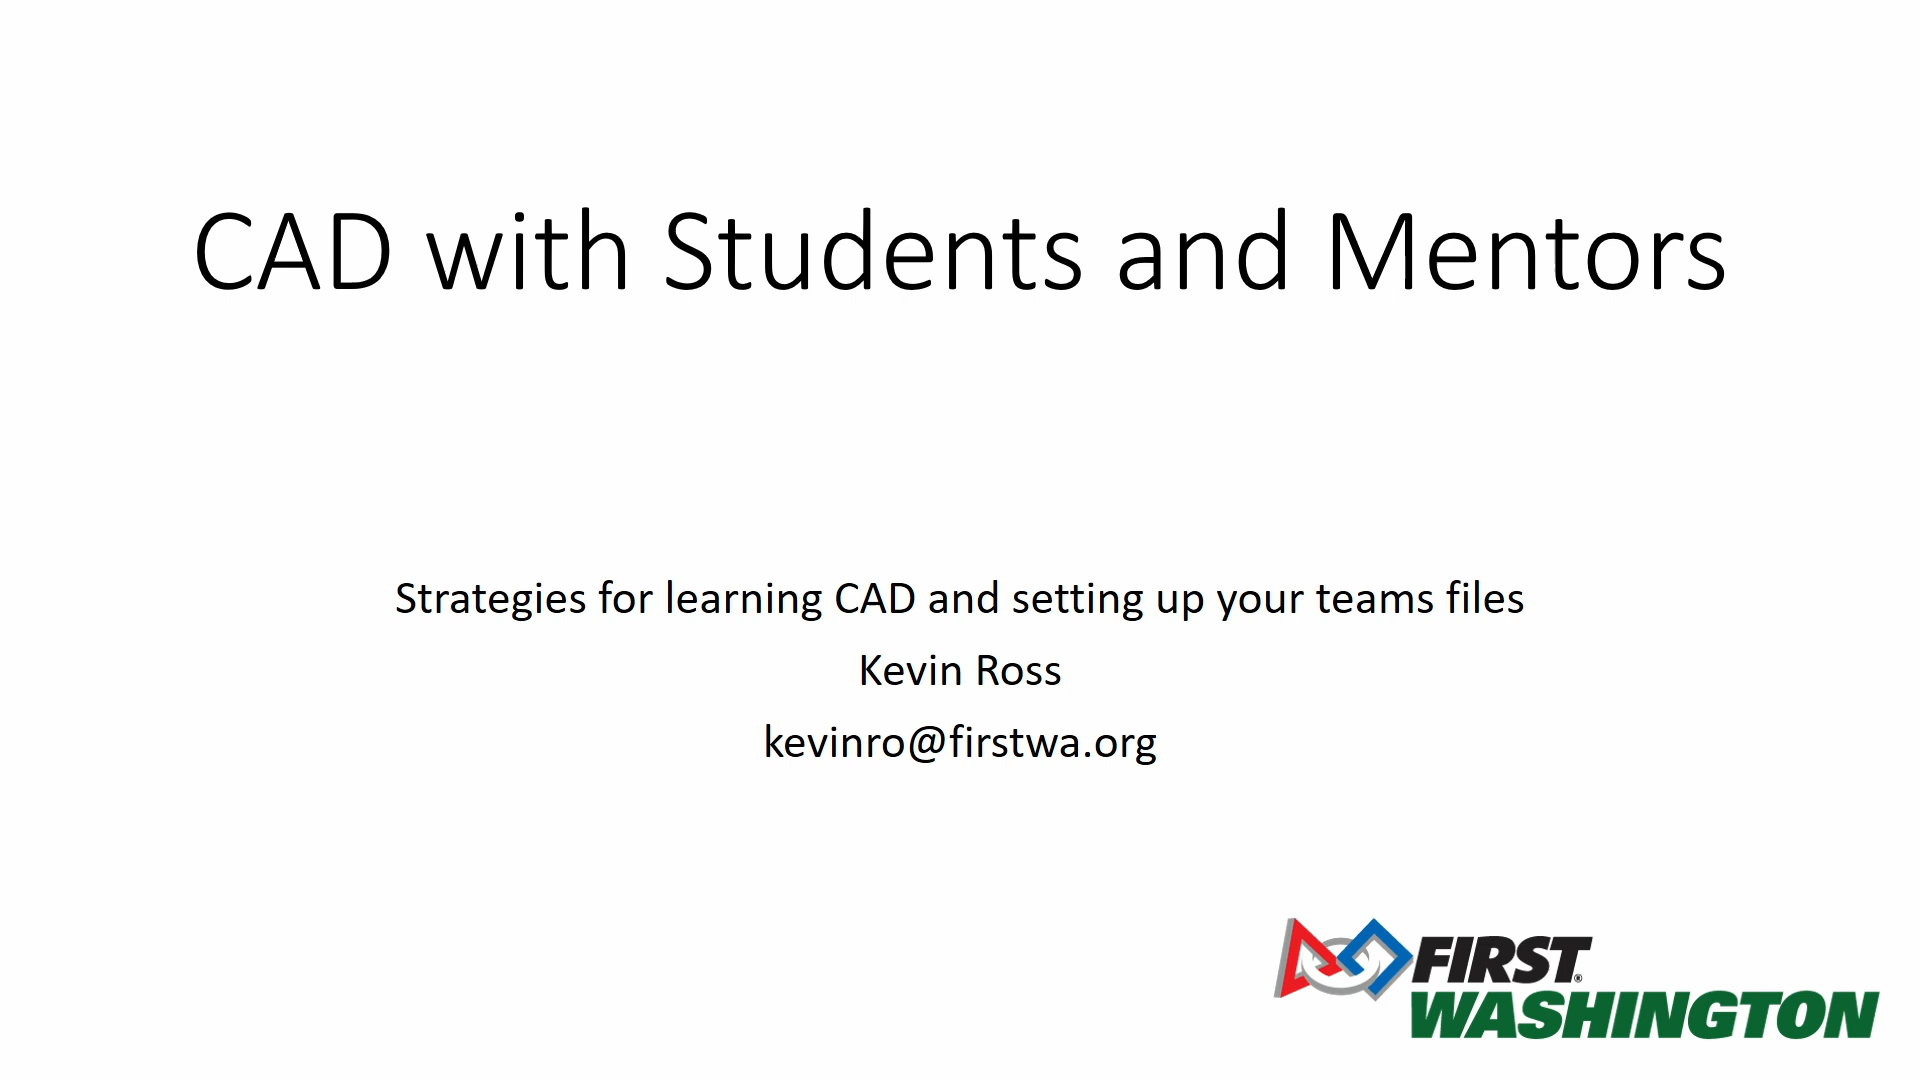 CAD with Students and Mentors
Strategies for learning CAD and setting up your teams files
Kevin Ross
kevinro@firstwa.org
FIRST®
WASHINGTON